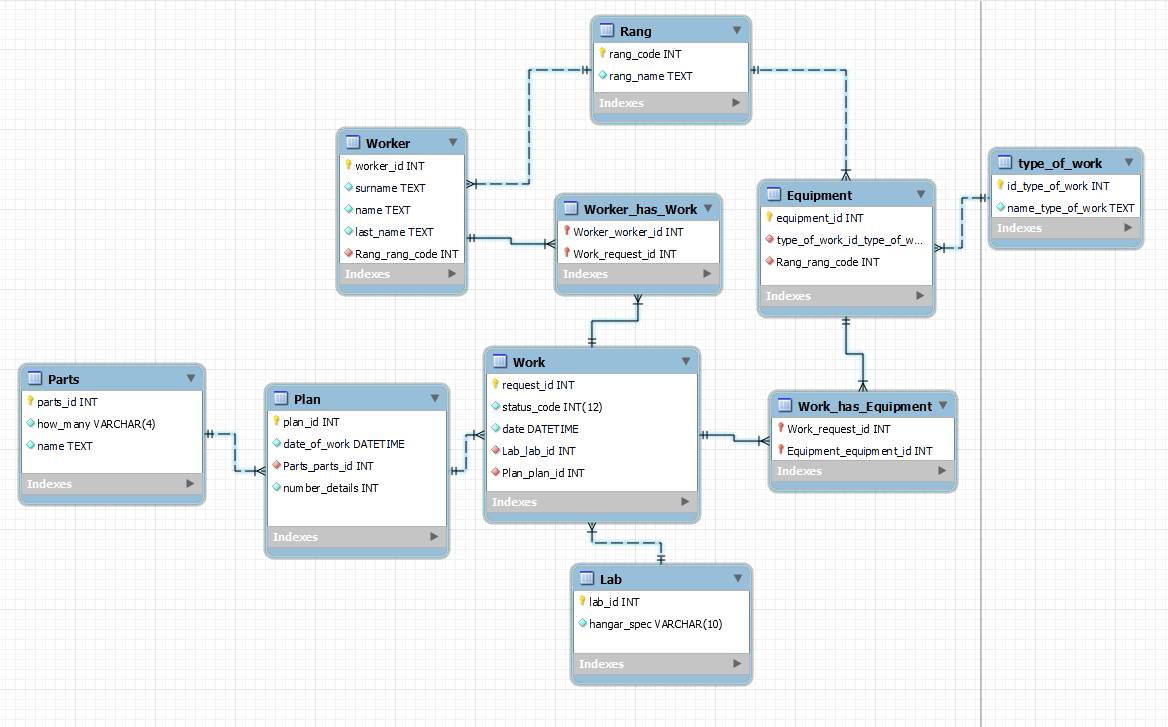 Rang
rang_code INT
rang_name TEXT
Indexes
Worker
worker_id INT
surname TEXT
name TEXT
last_name TEXT
Rang_rang_code INT
Indexes
Worker_has_Work
Worker_worker_id INT
Work_request_id INT
Indexes
Equipment
equipment_id INT
type_of_work_id_type_of_w...
Rang_rang_code INT
Indexes
type_of_work
id_type_of_work INT
name_type_of_work TEXT
Indexes
Parts
parts_id INT
how_many VARCHAR(4)
name TEXT
Indexes
Plan
plan_id INT
date_of_work DATETIME
Parts_parts_id INT
number_details INT
Indexes
Work
request_id INT
status_code INT(12)
date DATETIME
Lab_lab_id INT
Plan_plan_id INT
Indexes
Work_has_Equipment
Work_request_id INT
Equipment_equipment_id INT
Indexes
Lab
lab_id INT
hangar_spec VARCHAR(10)
Indexes